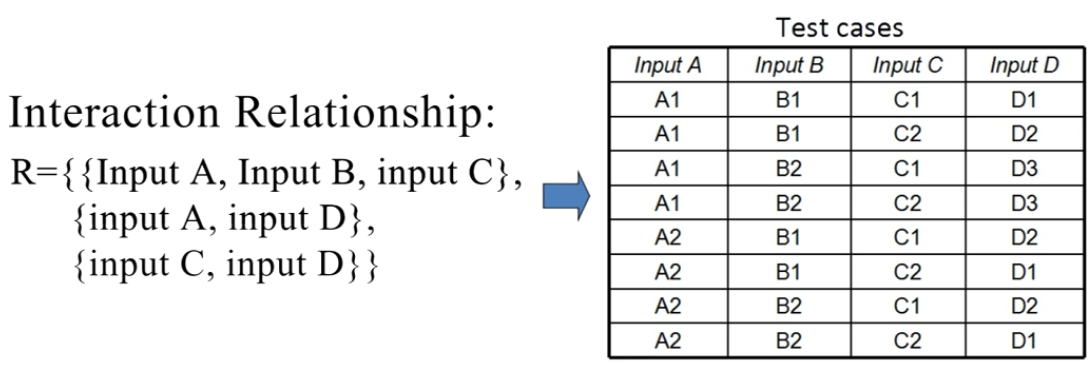 Interaction Relationship:
R={{Input A, Input B, input C},
{input A, input D},
{input C, input D}}
Test cases
Input A Input B Input C Input D
A1 B1 C1 D1
A1 B1 C2 D2
A1 B2 C1 D3
A1 B2 C2 D3
A2 B1 C1 D2
A2 B1 C2 D1
A2 B2 C1 D2
A2 B2 C2 D1